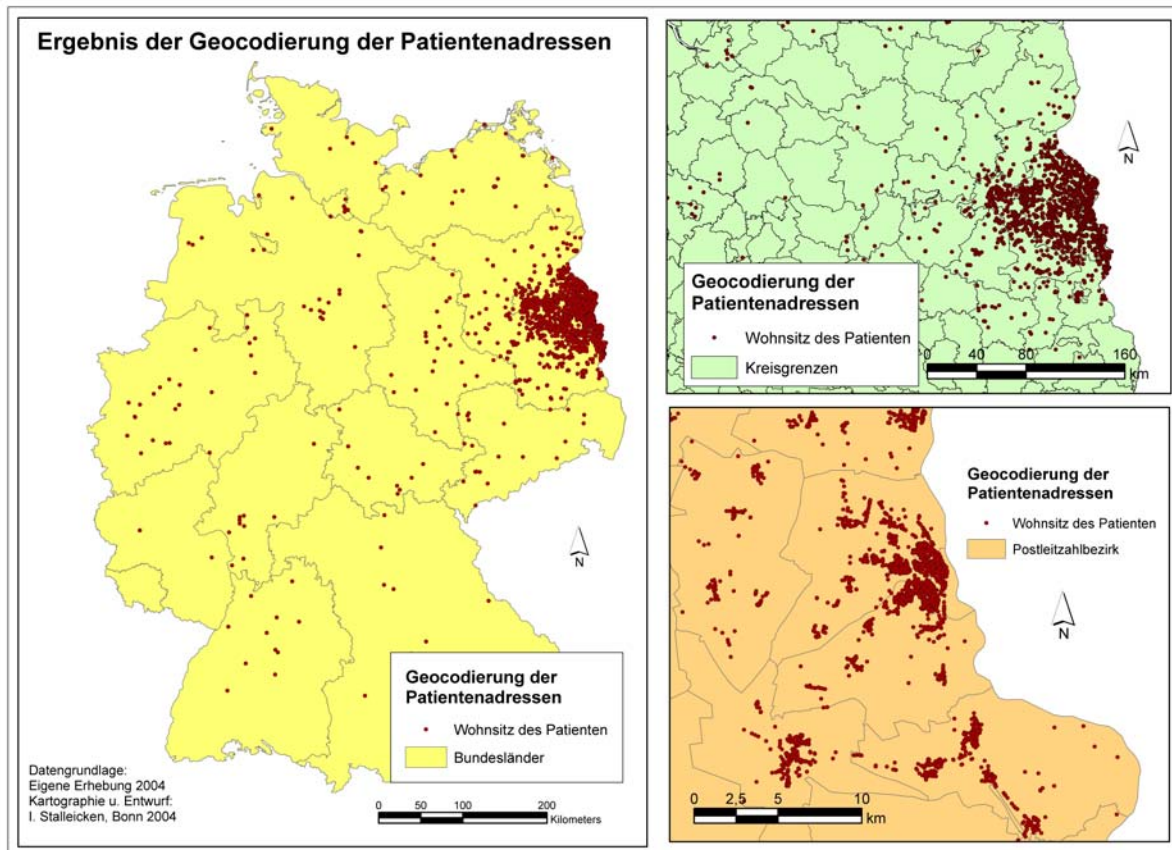 Ergebnis der Geocodierung der Patientenadressen
N
Geocodierung der
Patientenadressen
Wohnsitz des Patienten
Bundesländer
Datengrundlage:
Eigene Erhebung 2004
Kartographie u. Entwurf:
I. Stalleicken, Bonn 2004
0 50 100 200
Kilometers
N
Geocodierung der
Patientenadressen
Wohnsitz des Patienten
Kreisgrenzen
0 40 80 160
km
Geocodierung der
Patientenadressen
Wohnsitz des Patienten
Postleitzahlbezirk
N
0 2,5 5 10
km